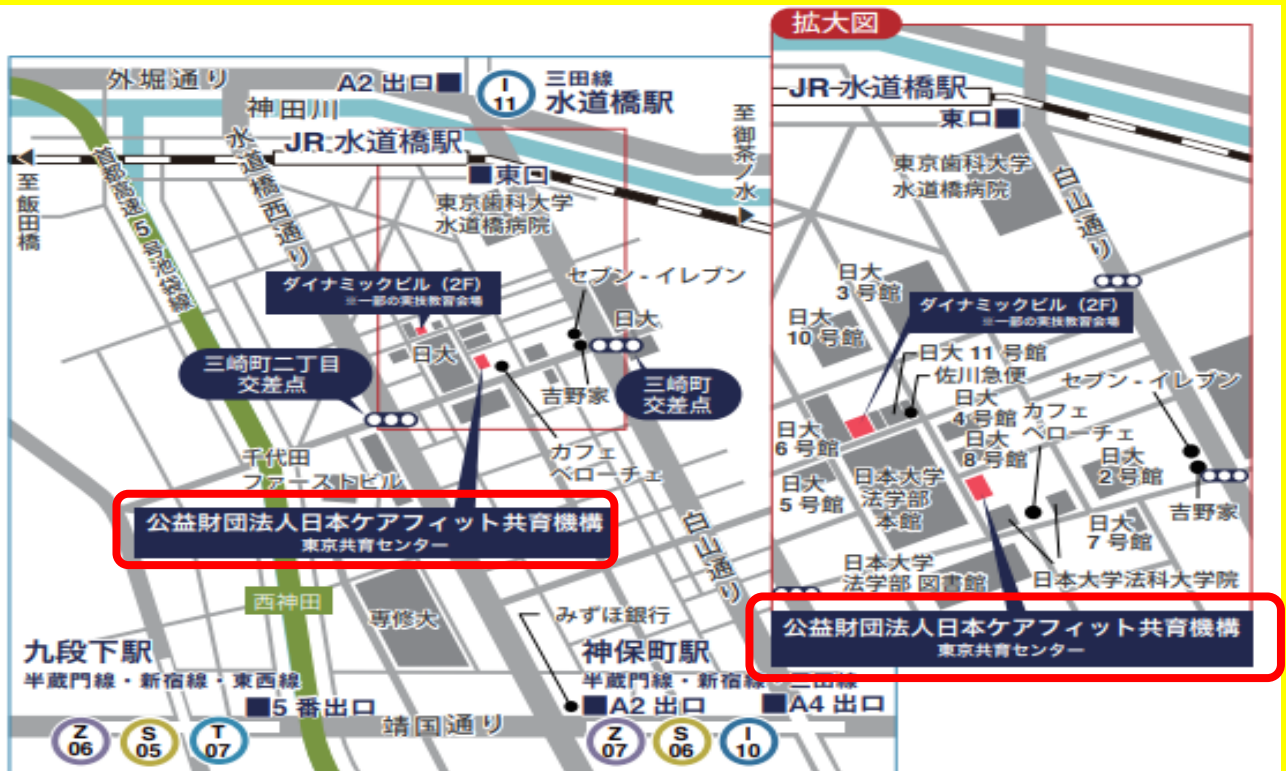 外堀通り
A2 出口
I
11
三田線
水道橋駅
神田川
JR 水道橋駅
水道橋西通り
至飯田橋
首都高速5号池袋線
東口
至御茶ノ水
東京歯科大学
水道橋病院
ダイナミックビル(2F)
※一部の実技教習会場
セブン - イレブン
日大
日大
三崎町二丁目
交差点
吉野家
三崎町
交差点
カフェ
ベローチェ
千代田
ファーストビル
公益財団法人日本ケアフィット共育機構
東京共育センター
白山通り
西神田
専修大
みずほ銀行
九段下駅
半蔵門線・新宿線・東西線
5 番出口
神保町駅
半蔵門線・新宿線・三田線
A2 出口
A4 出口
靖国通り
Z
06
S
05
T
07
Z
07
S
06
I
10
拡大図
JR 水道橋駅
東口
東京歯科大学
水道橋病院
白山通り
日大
3 号館
ダイナミックビル(2F)
※一部の実技教習会場
日大
10 号館
日大 11 号館
佐川急便
セブン - イレブン
日大
4 号館
カフェ
ベローチェ
日大
6 号館
日大
8 号館
日大
2 号館
日大
5 号館
日本大学
法学部
本館
吉野家
日大
7 号館
日本大学
法学部 図書館
日本大学法科大学院
公益財団法人日本ケアフィット共育機構
東京共育センター